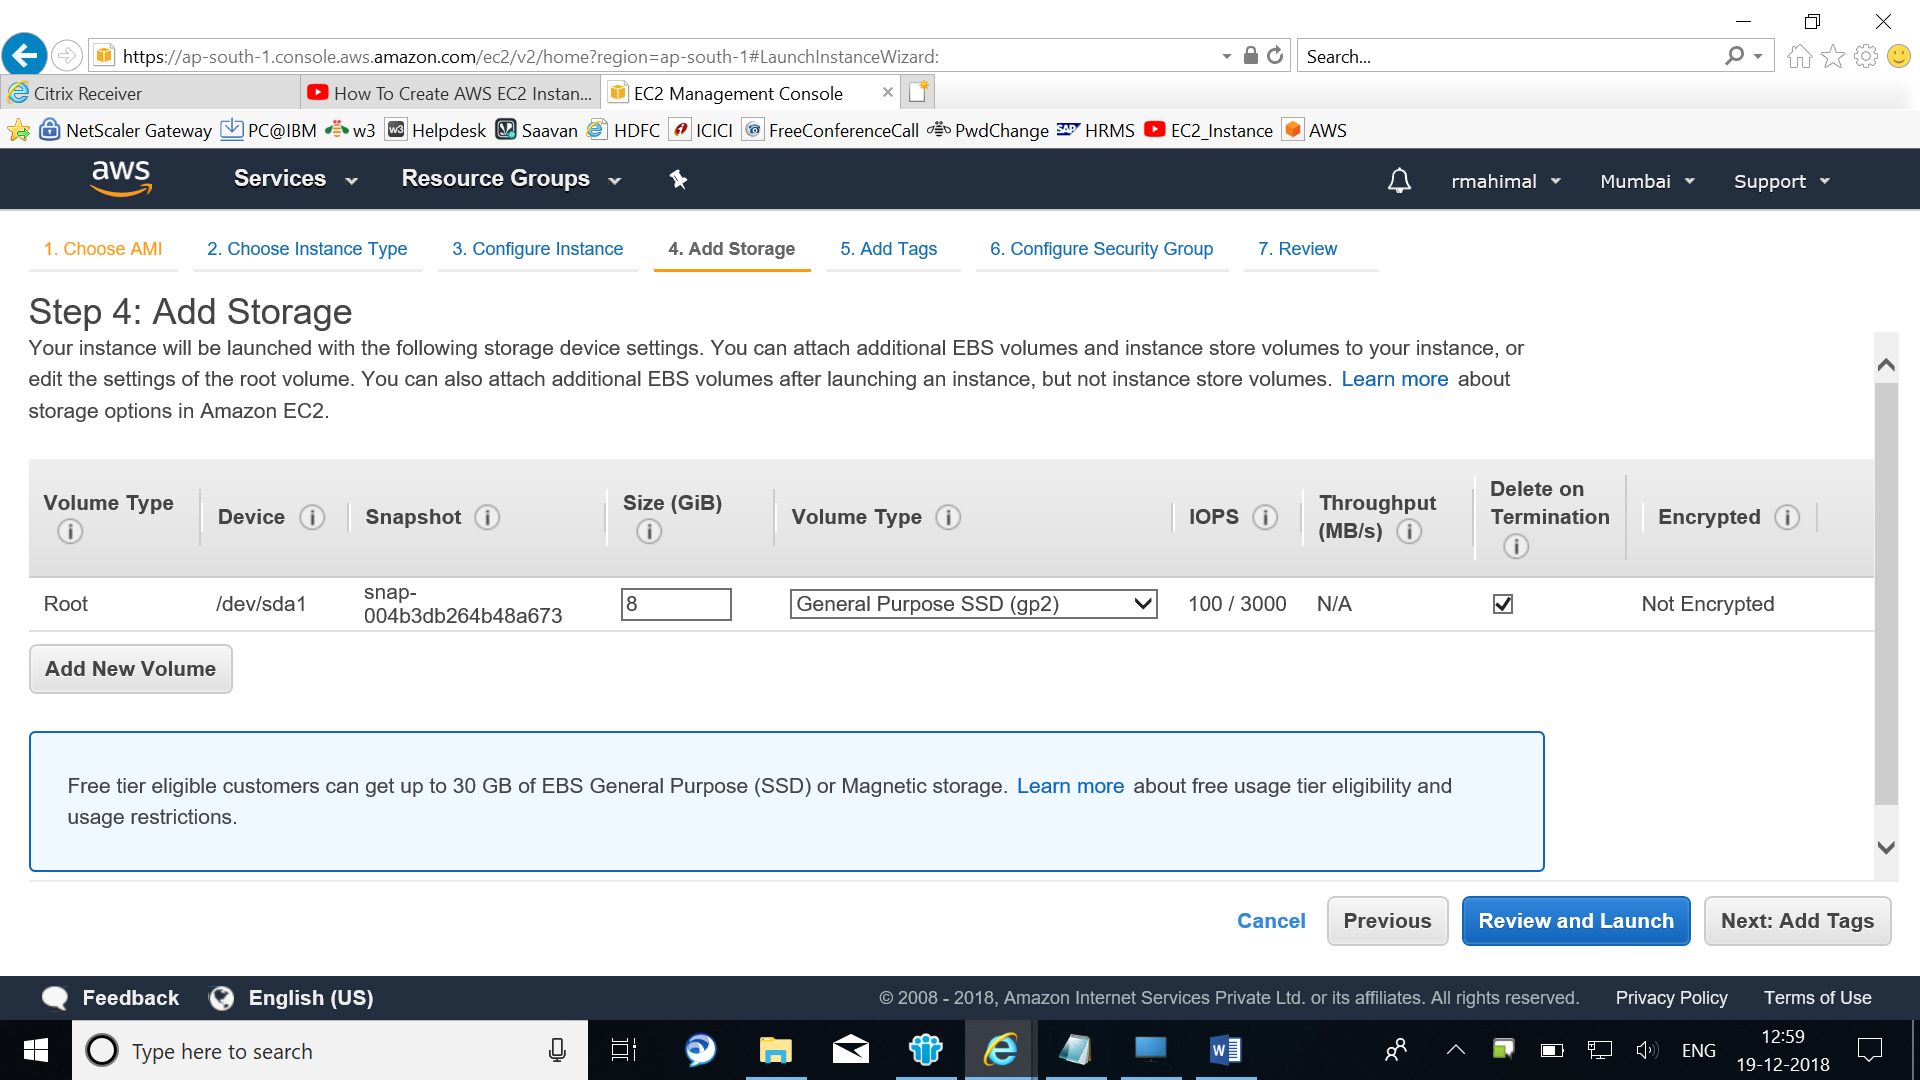 https://ap-south-1.console.aws.amazon.com/ec2/v2/home?region=ap-south-1#LaunchInstanceWizard:
Search...
Citrix Receiver
How To Create AWS EC2 Instan...
EC2 Management Console
NetScaler Gateway PC@IBM w3 w3 Helpdesk Saavan HDFC ICICI FreeConferenceCall PwdChange SAP HRMS EC2_Instance AWS
aws Services Resource Groups rmahimal Mumbai Support
1. Choose AMI 2. Choose Instance Type 3. Configure Instance 4. Add Storage 5. Add Tags 6. Configure Security Group 7. Review
Step 4: Add Storage
Your instance will be launched with the following storage device settings. You can attach additional EBS volumes and instance store volumes to your instance, or
edit the settings of the root volume. You can also attach additional EBS volumes after launching an instance, but not instance store volumes. Learn more about
storage options in Amazon EC2.
Volume Type
Device
Snapshot
Size (GiB)
Volume Type
IOPS
Throughput
(MB/s)
Delete on
Termination
Encrypted
Root
/dev/sda1
snap-
004b3db264b48a673
8
General Purpose SSD (gp2)
100 / 3000
N/A
Not Encrypted
Add New Volume
Free tier eligible customers can get up to 30 GB of EBS General Purpose (SSD) or Magnetic storage. Learn more about free usage tier eligibility and
usage restrictions.
Cancel Previous Review and Launch Next: Add Tags
Feedback English (US) © 2008 - 2018, Amazon Internet Services Private Ltd. or its affiliates. All rights reserved. Privacy Policy Terms of Use
Type here to search
ENG
12:59
19-12-2018